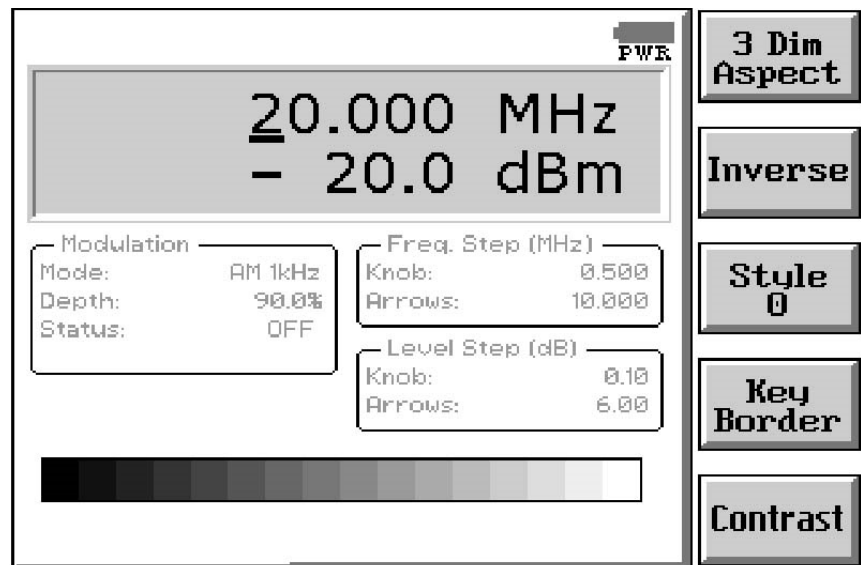 PWR
20.000 MHz
- 20.0 dBm
Modulation
Mode: AM 1kHz
Depth: 90.0%
Status: OFF
Freq. Step (MHz)
Knob: 0.500
Arrows: 10.000
Level Step (dB)
Knob: 0.10
Arrows: 6.00
3 Dim
Aspect
Inverse
Style
0
Key
Border
Contrast